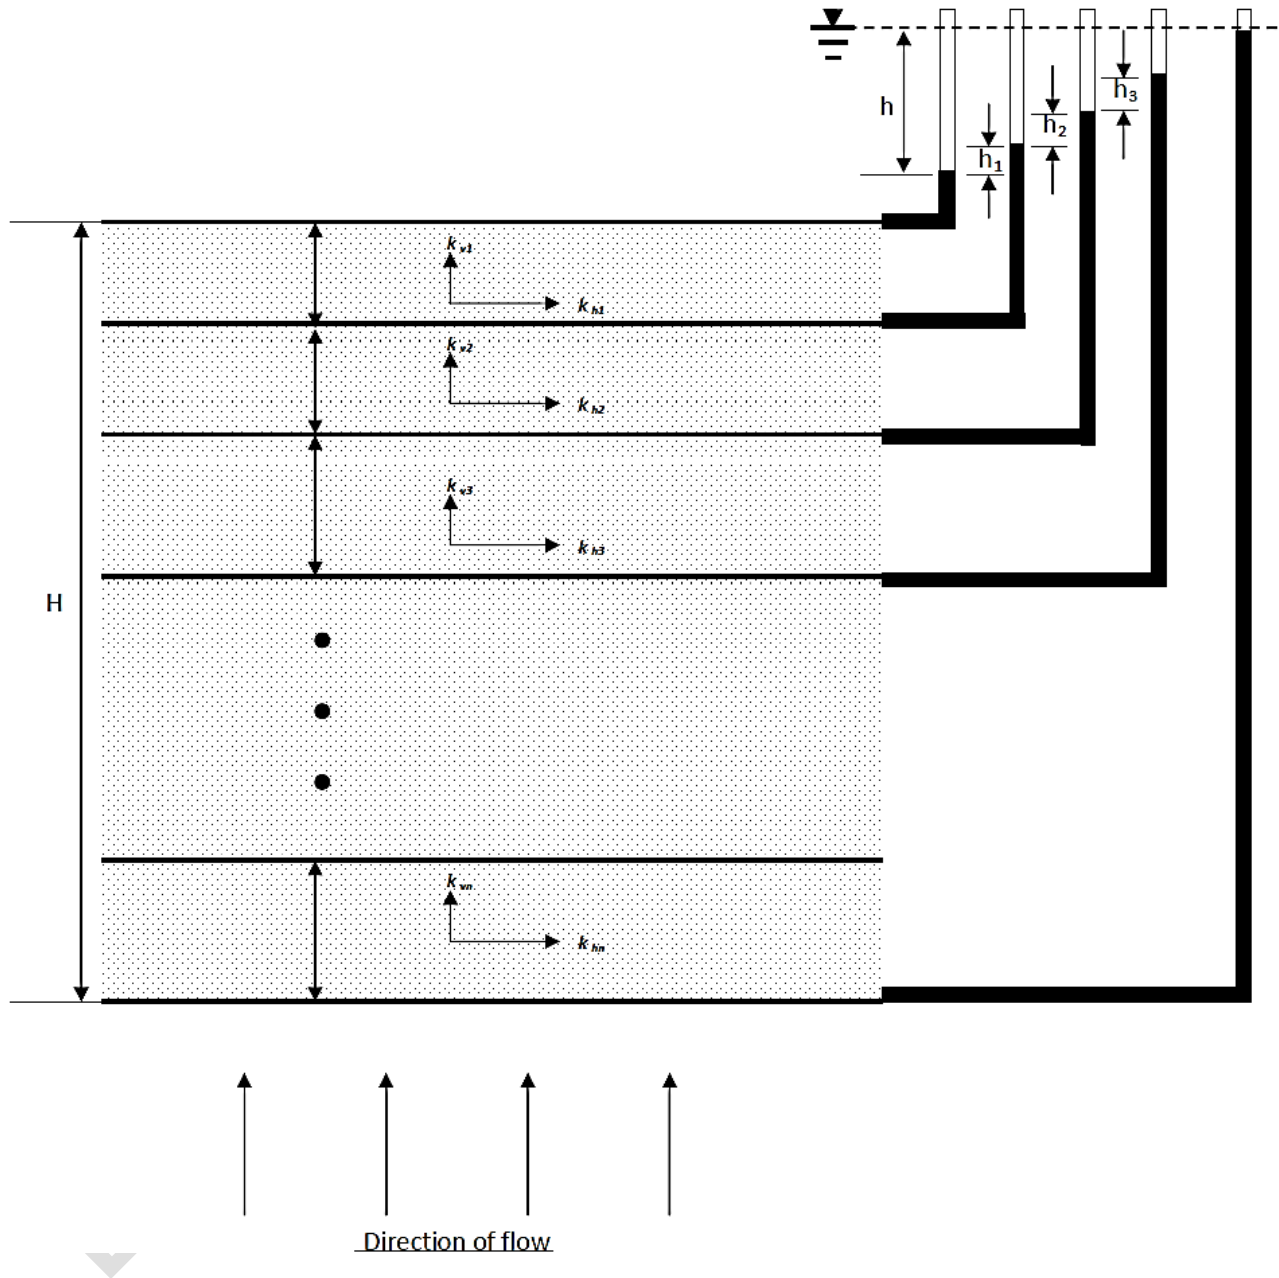 h
h3
h2
h1
kv1
kh1
kv2
kh2
kv3
kh3
H
kvn
khn
Direction of flow